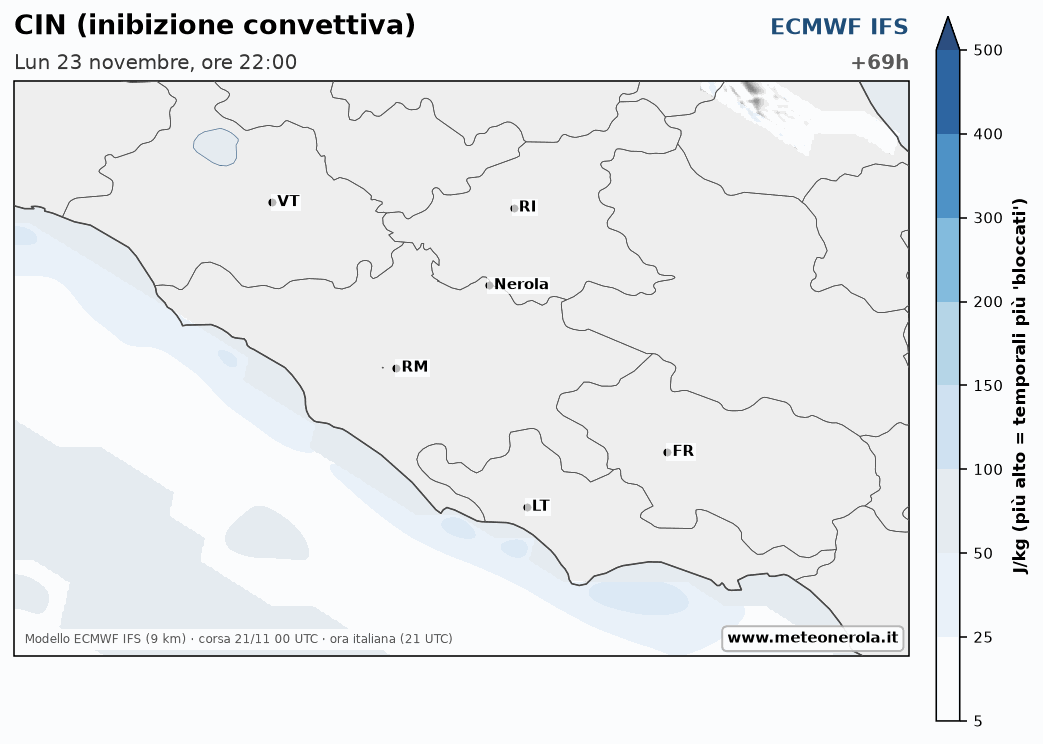 CIN (inibizione convettiva)
ECMWF IFS
Lun 23 novembre, ore 22:00
+69h
500
400
300
200
150
100
50
25
5
J/kg (più alto = temporali più 'bloccati')
VT
RI
Nerola
RM
FR
LT
Modello ECMWF IFS (9 km) · corsa 21/11 00 UTC · ora italiana (21 UTC)
www.meteonerola.it